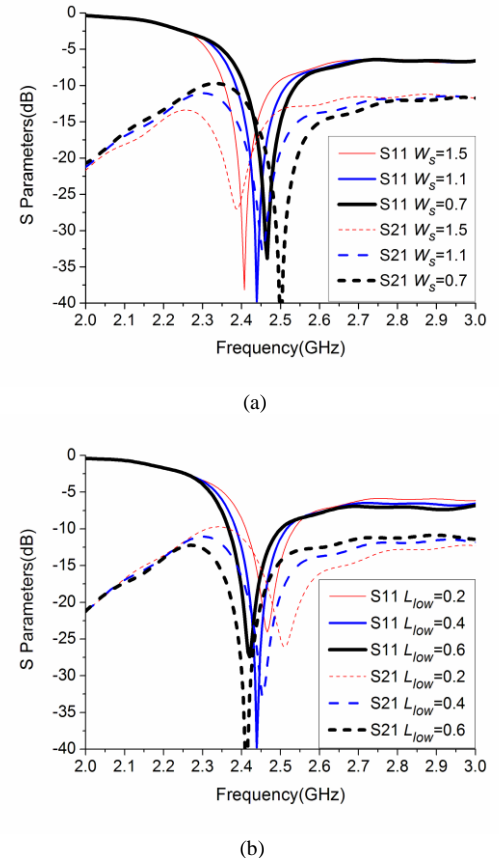 0
-5
-10
-15
-20
-25
-30
-35
-40
S Parameters(dB)
S11 Ws=1.5
S11 Ws=1.1
S11 Ws=0.7
S21 Ws=1.5
S21 Ws=1.1
S21 Ws=0.7
2.0 2.1 2.2 2.3 2.4 2.5 2.6 2.7 2.8 2.9 3.0
Frequency(GHz)
(a)
0
-5
-10
-15
-20
-25
-30
-35
-40
S Parameters(dB)
S11 Llow=0.2
S11 Llow=0.4
S11 Llow=0.6
S21 Llow=0.2
S21 Llow=0.4
S21 Llow=0.6
2.0 2.1 2.2 2.3 2.4 2.5 2.6 2.7 2.8 2.9 3.0
Frequency(GHz)
(b)